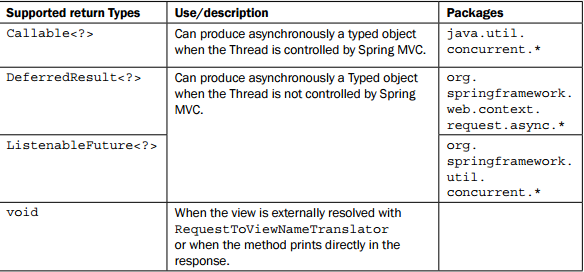 Supported return Types Use/description Packages
Callable<?> Can produce asynchronously a typed object java.util.
when the Thread is controlled by Spring MVC. concurrent.*
DeferredResult<?> Can produce asynchronously a Typed object org.
when the Thread is not controlled by Spring springframework.
MVC. web.context.
request.async.*
ListenableFuture<?> org.
springframework.
util.
concurrent.*
void When the view is externally resolved with
RequestToViewNameTranslator
or when the method prints directly in the
response.